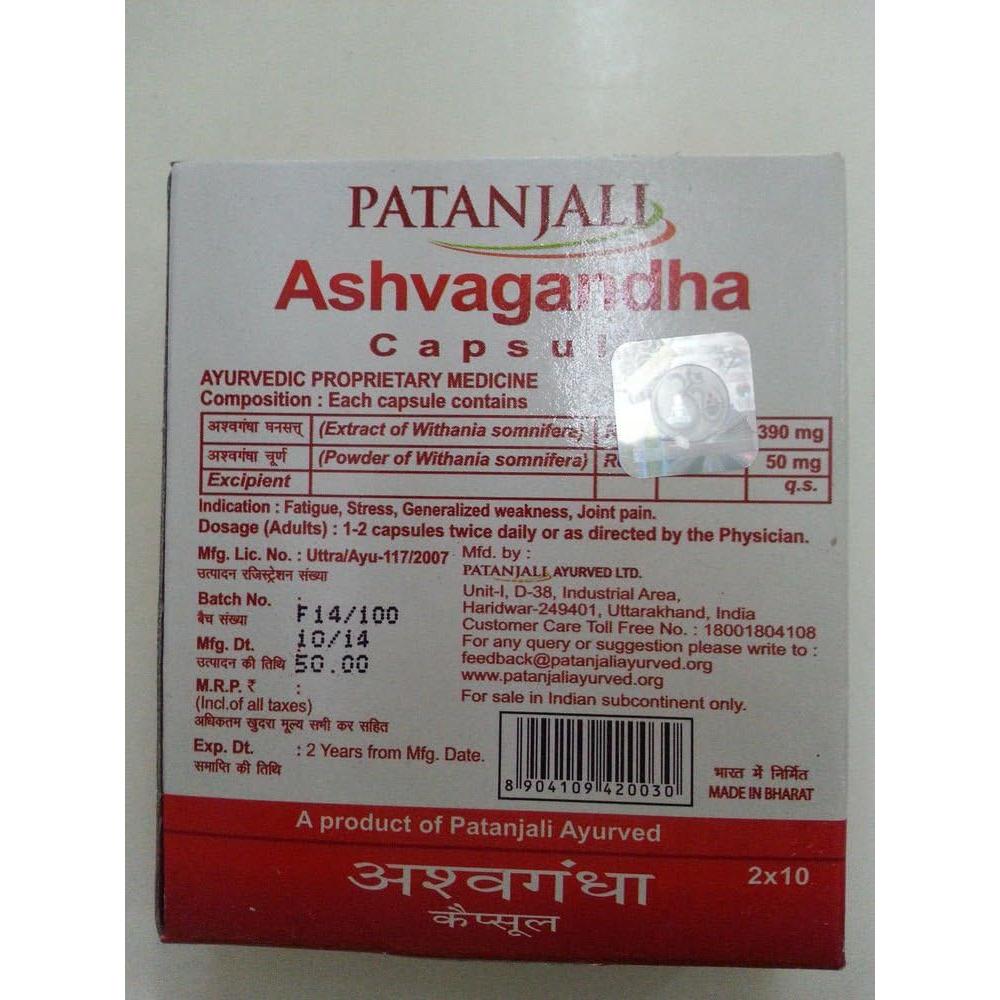 PATANJALI
Ashvagandha
Capsul
AYURVEDIC PROPRIETARY MEDICINE
Composition : Each capsule contains
अश्वगंधा घनसत्त् (Extract of Withania somnifera) 390 mg
अश्वगंधा चूर्ण (Powder of Withania somnifera) 50 mg
Excipient q.s.
Indication : Fatigue, Stress, Generalized weakness, Joint pain.
Dosage (Adults) : 1-2 capsules twice daily or as directed by the Physician.
Mfg. Lic. No. : Uttra/Ayu-117/2007
उत्पादन रजिस्ट्रेशन संख्या
Batch No. :
बैच संख्या F14/100
Mfg. Dt. 10/14
उत्पादन की तिथि 50.00
M.R.P. ₹ :
(Incl.of all taxes)
अधिकतम खुदरा मूल्य सभी कर सहित
Exp. Dt. : 2 Years from Mfg. Date.
समाप्ति की तिथि
Mfd. by :
PATANJALI AYURVED LTD.
Unit-I, D-38, Industrial Area,
Haridwar-249401, Uttarakhand, India
Customer Care Toll Free No. : 18001804108
For any query or suggestion please write to :
feedback@patanjaliayurved.org
www.patanjaliayurved.org
For sale in Indian subcontinent only.
8 904109 420030
भारत में निर्मित
MADE IN BHARAT
A product of Patanjali Ayurved
अश्वगंधा
कैप्सूल
2x10